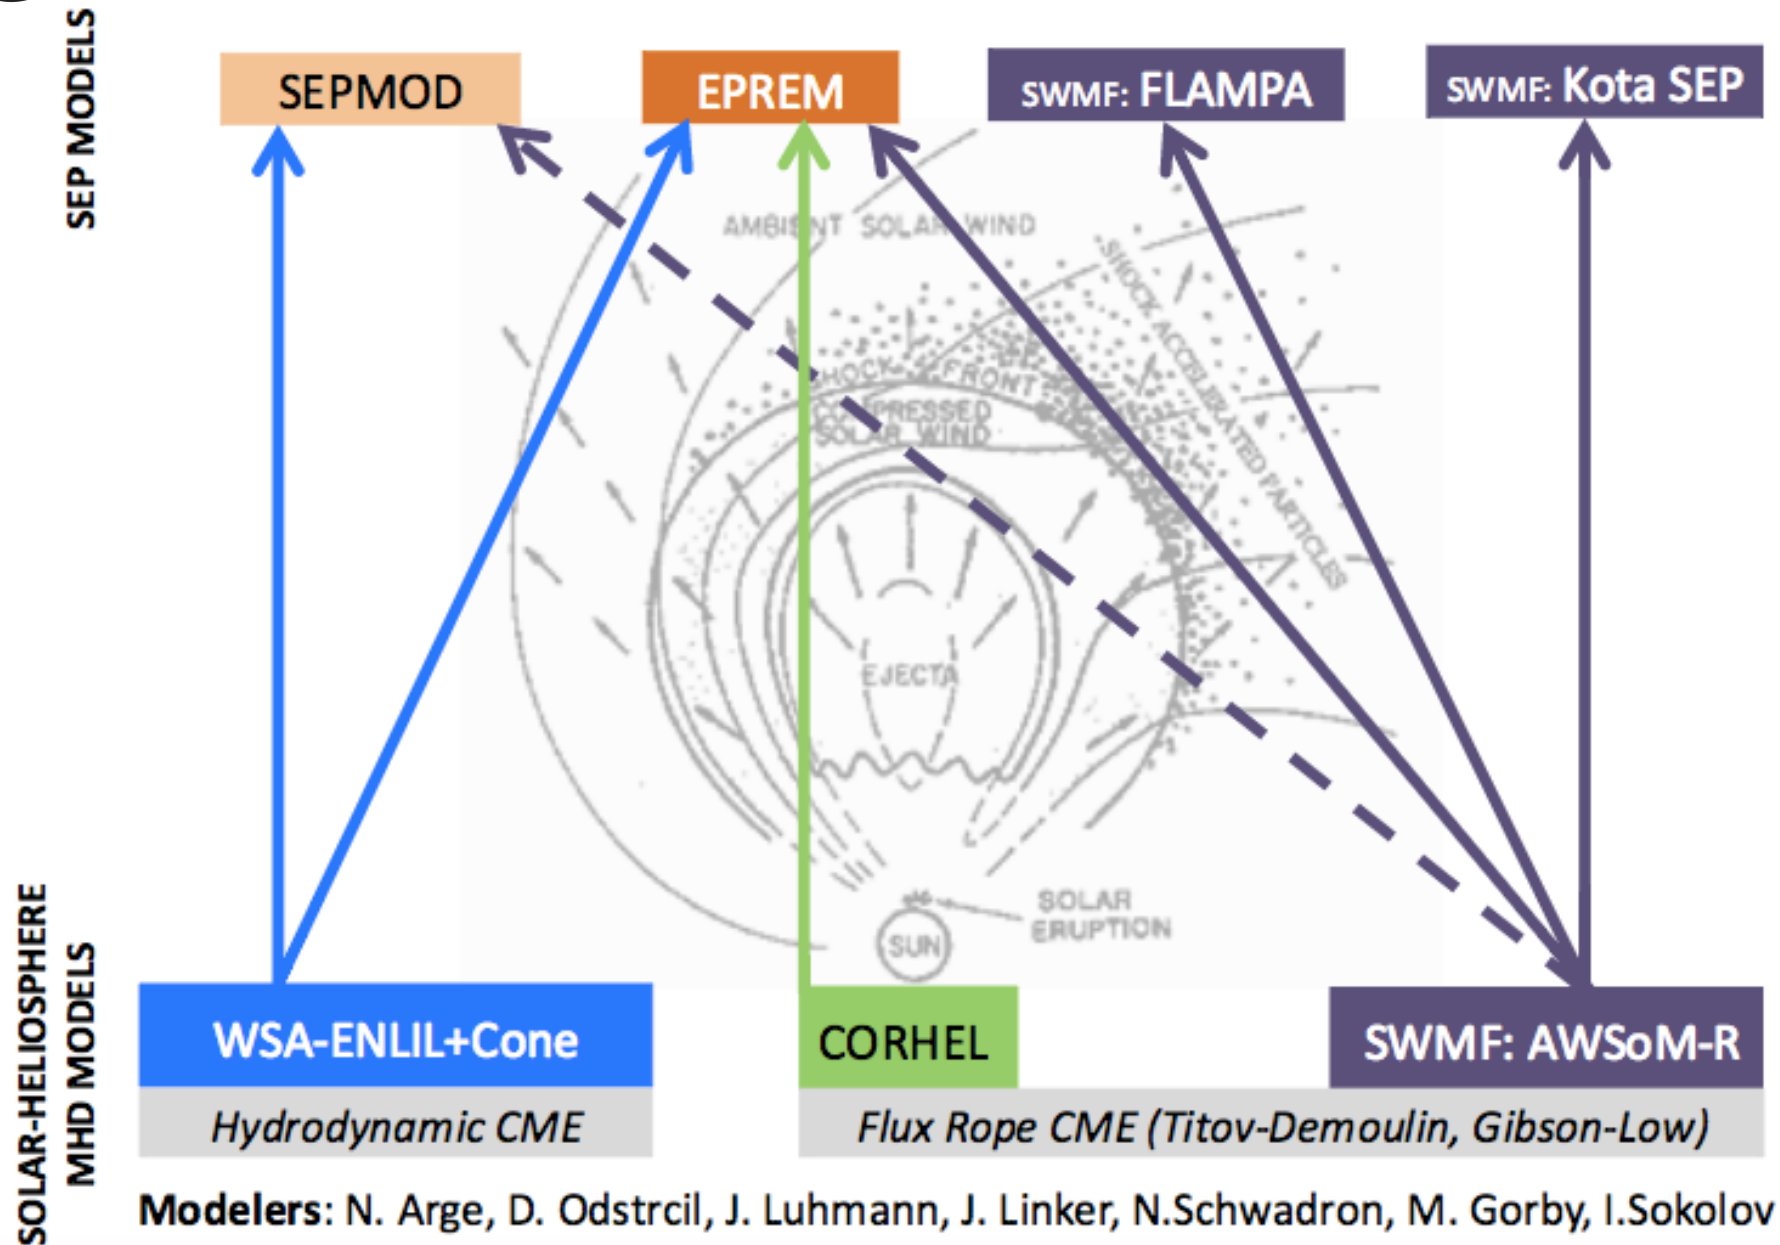 SEP MODELS
SEPMOD
EPREM
SWMF: FLAMPA
SWMF: Kota SEP
AMBIENT SOLAR WIND
SHOCK ACCELERATED PARTICLES
SHOCK FRONT
COMPRESSED
SOLAR WIND
EJECTA
SOLAR
ERUPTION
SUN
SOLAR-HELIOSPHERE
MHD MODELS
WSA-ENLIL+Cone
CORHEL
SWMF: AWSoM-R
Hydrodynamic CME
Flux Rope CME (Titov-Demoulin, Gibson-Low)
Modelers: N. Arge, D. Odstrcil, J. Luhmann, J. Linker, N.Schwadron, M. Gorby, I.Sokolov